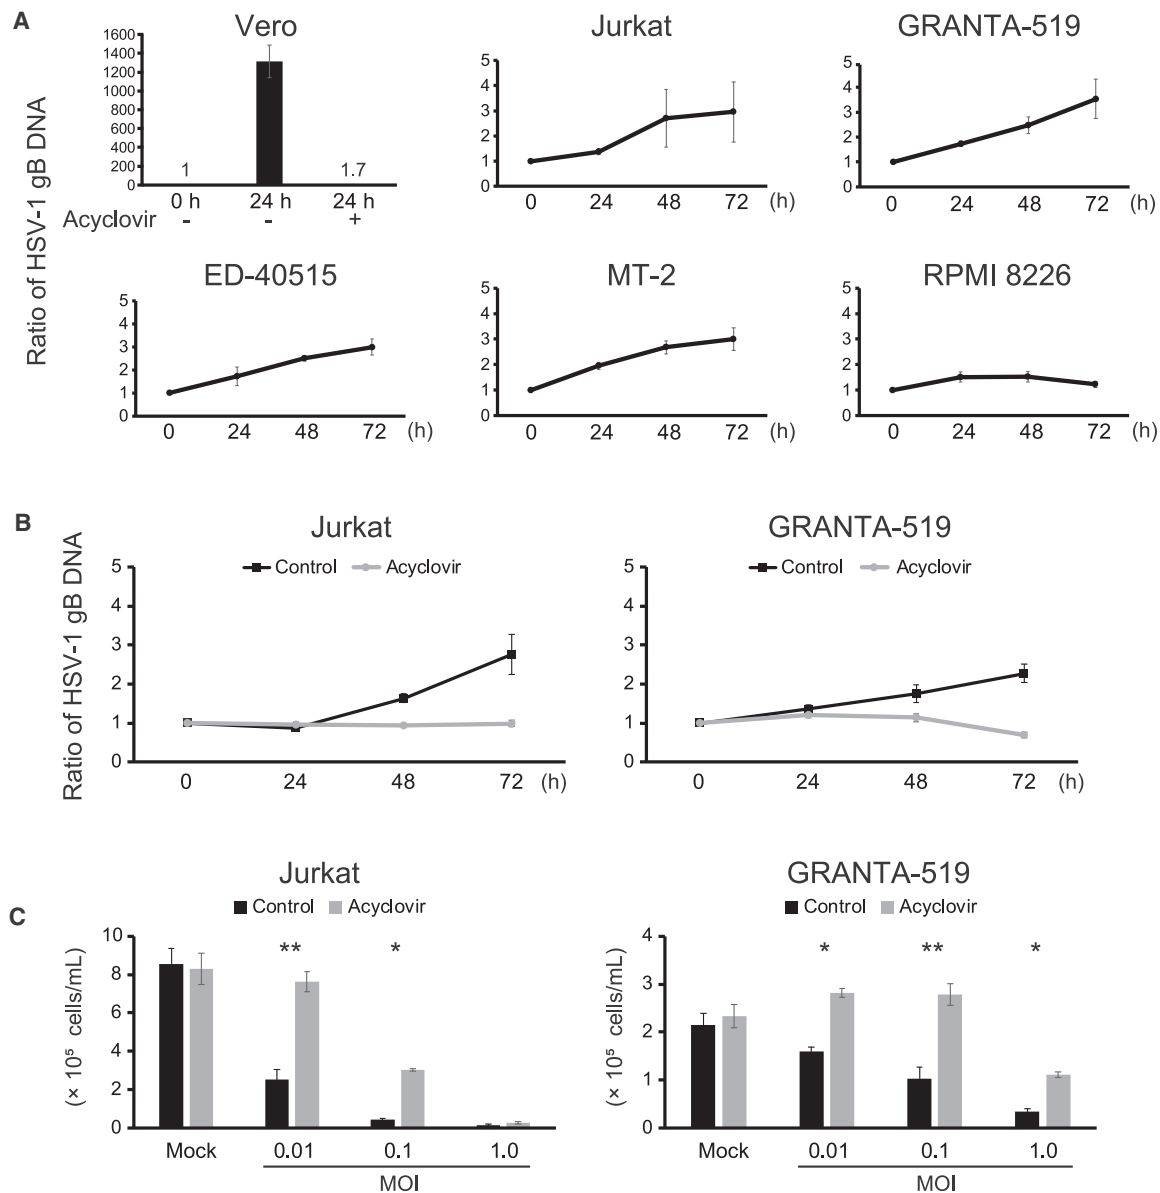 A
Ratio of HSV-1 gB DNA
Vero
1600
1400
1200
1000
800
600
400
200
0
1
1.7
0 h 24 h 24 h
Acyclovir - - +
Jurkat
5
4
3
2
1
0
0 24 48 72 (h)
GRANTA-519
5
4
3
2
1
0
0 24 48 72 (h)
ED-40515
5
4
3
2
1
0
0 24 48 72 (h)
MT-2
5
4
3
2
1
0
0 24 48 72 (h)
RPMI 8226
5
4
3
2
1
0
0 24 48 72 (h)
B
Ratio of HSV-1 gB DNA
Jurkat
Control Acyclovir
5
4
3
2
1
0
0 24 48 72 (h)
GRANTA-519
Control Acyclovir
5
4
3
2
1
0
0 24 48 72 (h)
C
Jurkat
Control Acyclovir
(× 10⁵ cells/mL)
10
8
6
4
2
0
** *
Mock 0.01 0.1 1.0
MOI
GRANTA-519
Control Acyclovir
(× 10⁵ cells/mL)
4
3
2
1
0
* ** *
Mock 0.01 0.1 1.0
MOI